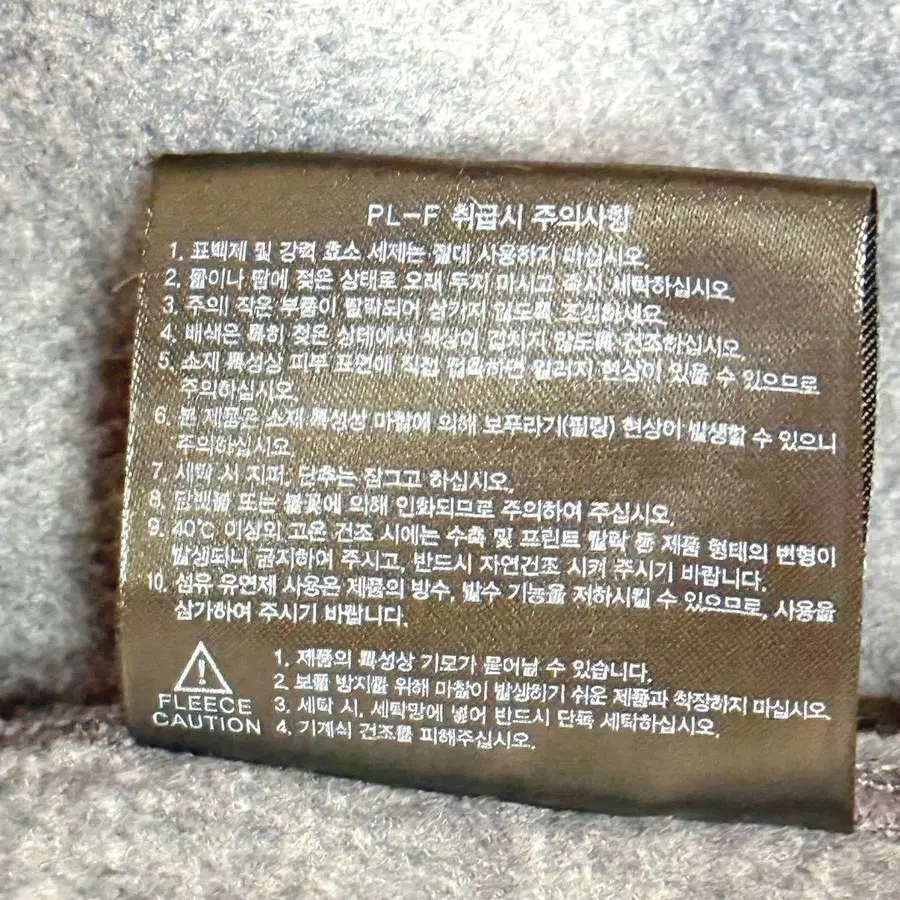 PL-F 취급시 주의사항
1. 표백제 및 강력 효소 세제는 절대 사용하지 마십시오.
2. 물이나 땀에 젖은 상태로 오래 두지 마시고 즉시 세탁하십시오.
3. 주의! 작은 부품이 탈락되어 삼키지 않도록 조심하세요.
4. 배색은 특히 젖은 상태에서 색상이 겹치지 않도록 건조하십시오.
5. 소재 특성상 피부 표면에 직접 접촉하면 알러지 현상이 있을 수 있으므로
주의하십시오.
6. 본 제품은 소재 특성상 마찰에 의해 보푸라기(필링) 현상이 발생할 수 있으니
주의하십시오.
7. 세탁 시 지퍼, 단추는 잠그고 하십시오.
8. 담뱃불 또는 불꽃에 의해 인화되므로 주의하여 주십시오.
9. 40℃ 이상의 고온 건조 시에는 수축 및 프린트 탈락 등 제품 형태의 변형이
발생되니 금지하여 주시고, 반드시 자연건조 시켜 주시기 바랍니다.
10. 섬유 유연제 사용은 제품의 방수, 발수 기능을 저하시킬 수 있으므로, 사용을
삼가하여 주시기 바랍니다.
FLEECE
CAUTION
1. 제품의 특성상 기모가 묻어날 수 있습니다.
2. 보풀 방지를 위해 마찰이 발생하기 쉬운 제품과 착장하지 마십시오.
3. 세탁 시, 세탁망에 넣어 반드시 단독 세탁하십시오.
4. 기계식 건조를 피해주십시오.